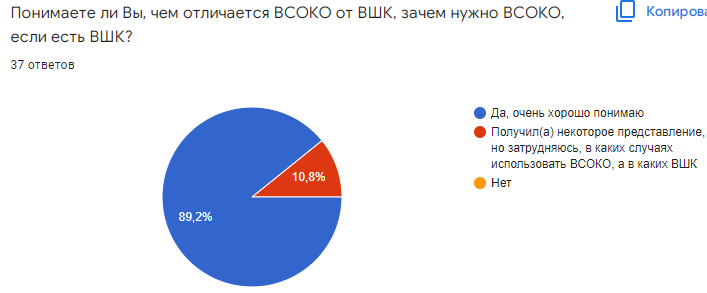 Понимаете ли Вы, чем отличается ВСОКО от ВШК, зачем нужно ВСОКО,
если есть ВШК?
Копирова
37 ответов
Да, очень хорошо понимаю
Получил(а) некоторое представление,
но затрудняюсь, в каких случаях
использовать ВСОКО, а в каких ВШК
Нет
10,8%
89,2%